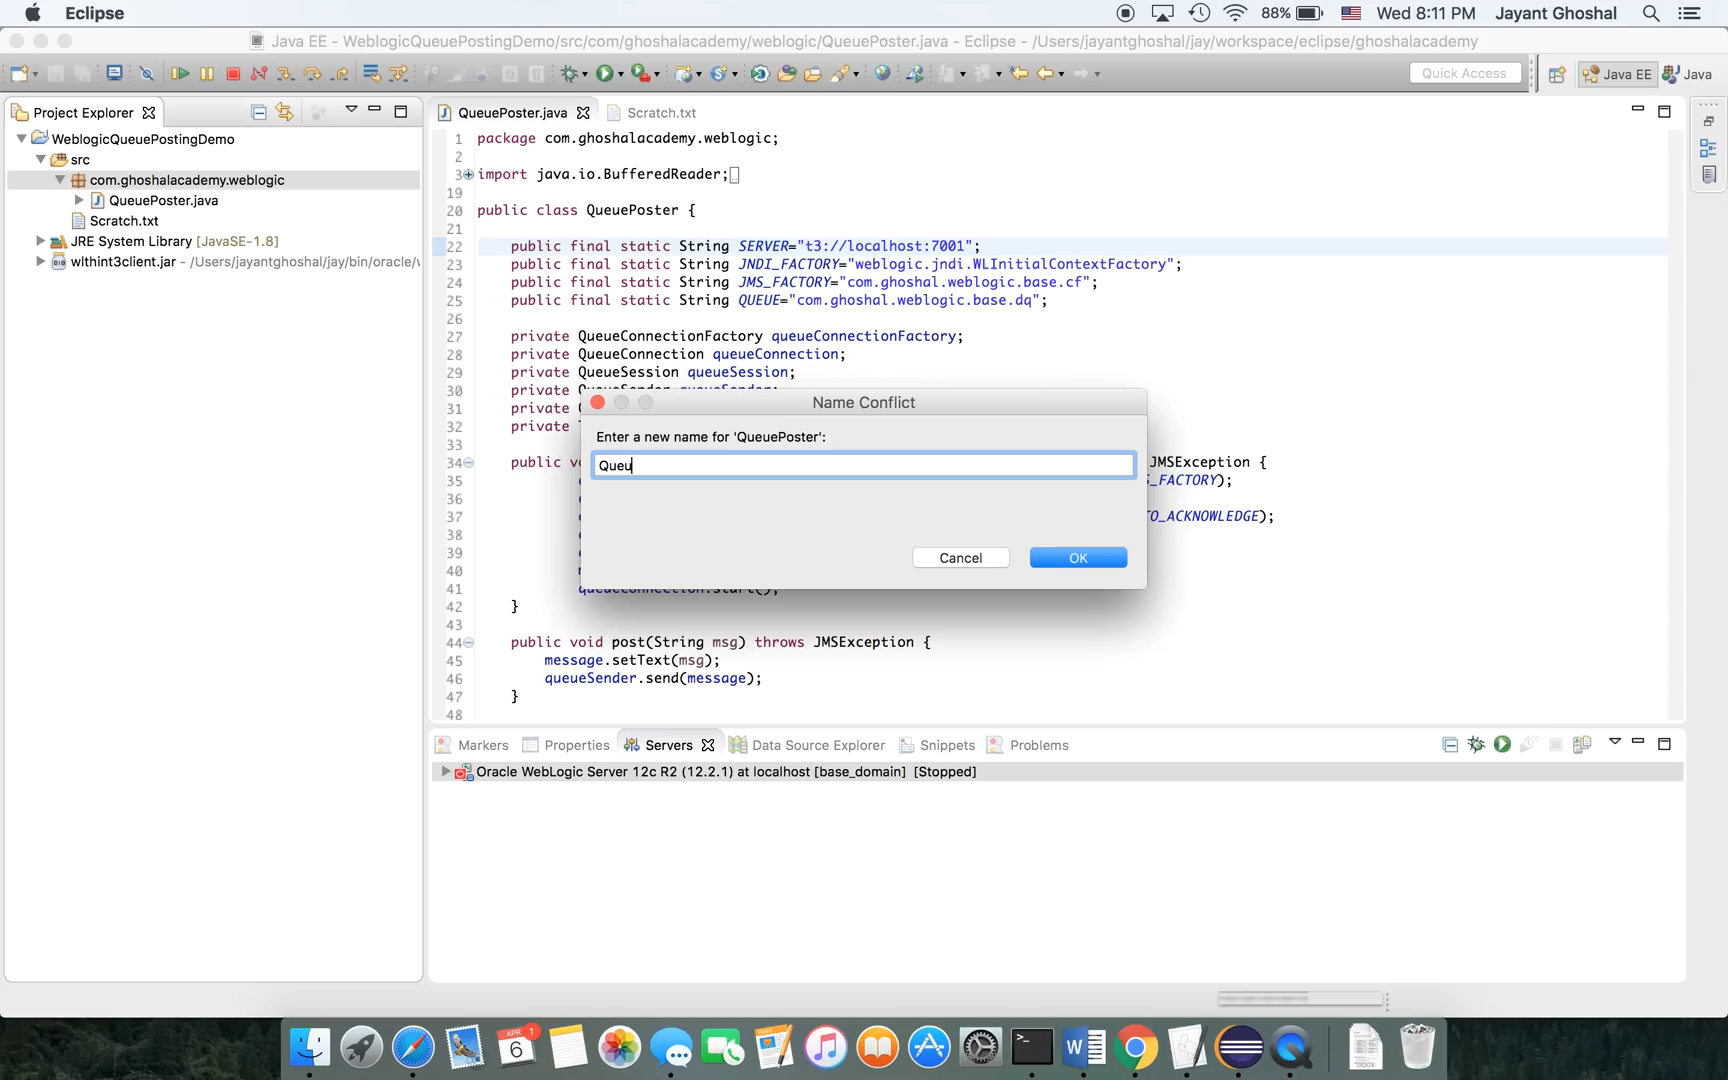 Eclipse
88%
Wed 8:11 PM
Jayant Ghoshal
Java EE - WeblogicQueuePostingDemo/src/com/ghoshalacademy/weblogic/QueuePoster.java - Eclipse - /Users/jayantghoshal/jay/workspace/eclipse/ghoshalacademy
Quick Access
Java EE
Java
Project Explorer
WeblogicQueuePostingDemo
src
com.ghoshalacademy.weblogic
QueuePoster.java
Scratch.txt
JRE System Library [JavaSE-1.8]
wlthint3client.jar - /Users/jayantghoshal/jay/bin/oracle/
QueuePoster.java
Scratch.txt
1 package com.ghoshalacademy.weblogic;
2
3 import java.io.BufferedReader;
19
20 public class QueuePoster {
21
22 public final static String SERVER="t3://localhost:7001";
23 public final static String JNDI_FACTORY="weblogic.jndi.WLInitialContextFactory";
24 public final static String JMS_FACTORY="com.ghoshal.weblogic.base.cf";
25 public final static String QUEUE="com.ghoshal.weblogic.base.dq";
26
27 private QueueConnectionFactory queueConnectionFactory;
28 private QueueConnection queueConnection;
29 private QueueSession queueSession;
30 private QueueSender queueSender;
31 private
32 private
33
34 public JMSException {
35 _FACTORY);
36
37 TO_ACKNOWLEDGE);
38
39
40
41 queueConnection.start();
42 }
43
44 public void post(String msg) throws JMSException {
45 message.setText(msg);
46 queueSender.send(message);
47 }
48
Name Conflict
Enter a new name for 'QueuePoster':
Queu
Cancel
OK
Markers
Properties
Servers
Data Source Explorer
Snippets
Problems
Oracle WebLogic Server 12c R2 (12.2.1) at localhost [base_domain] [Stopped]
APR
1
6
W
DOCX